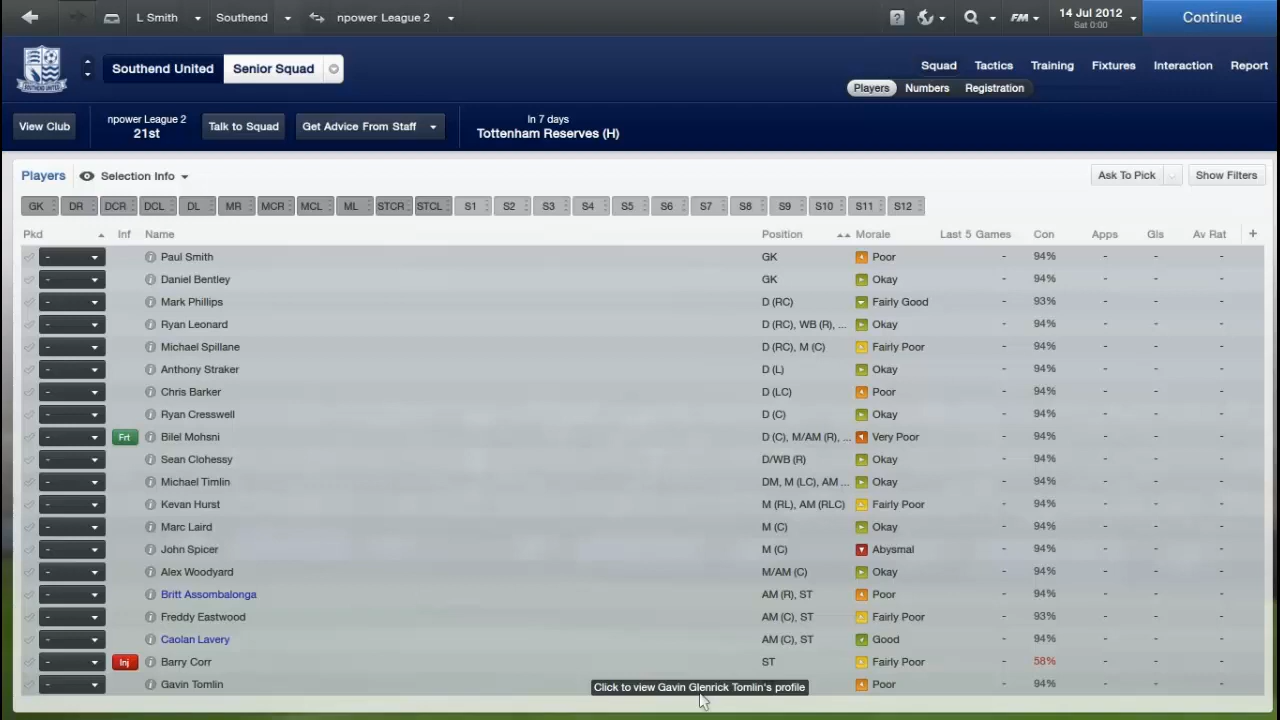 L Smith Southend npower League 2 ? FM 14 Jul 2012 Sat 0:00 Continue
SOUTHEND UNITED
Southend United Senior Squad Squad Tactics Training Fixtures Interaction Report
Players Numbers Registration
View Club npower League 2 21st Talk to Squad Get Advice From Staff In 7 days Tottenham Reserves (H)
Players Selection Info Ask To Pick Show Filters
GK DR DCR DCL DL MR MCR MCL ML STCR STCL S1 S2 S3 S4 S5 S6 S7 S8 S9 S10 S11 S12
Pkd Inf Name Position Morale Last 5 Games Con Apps Gls Av Rat +
- i Paul Smith GK Poor - 94% - - -
- i Daniel Bentley GK Okay - 94% - - -
- i Mark Phillips D (RC) Fairly Good - 93% - - -
- i Ryan Leonard D (RC), WB (R), ... Okay - 94% - - -
- i Michael Spillane D (RC), M (C) Fairly Poor - 94% - - -
- i Anthony Straker D (L) Okay - 94% - - -
- i Chris Barker D (LC) Poor - 94% - - -
- i Ryan Cresswell D (C) Okay - 94% - - -
- Frt i Bilel Mohsni D (C), M/AM (R), ... Very Poor - 94% - - -
- i Sean Clohessy D/WB (R) Okay - 94% - - -
- i Michael Timlin DM, M (LC), AM ... Okay - 94% - - -
- i Kevan Hurst M (RL), AM (RLC) Fairly Poor - 94% - - -
- i Marc Laird M (C) Okay - 94% - - -
- i John Spicer M (C) Abysmal - 94% - - -
- i Alex Woodyard M/AM (C) Okay - 94% - - -
- i Britt Assombalonga AM (R), ST Poor - 94% - - -
- i Freddy Eastwood AM (C), ST Fairly Poor - 93% - - -
- i Caolan Lavery AM (C), ST Good - 94% - - -
- Inj i Barry Corr ST Fairly Poor - 58% - - -
- i Gavin Tomlin Click to view Gavin Glenrick Tomlin's profile Poor - 94% - - -